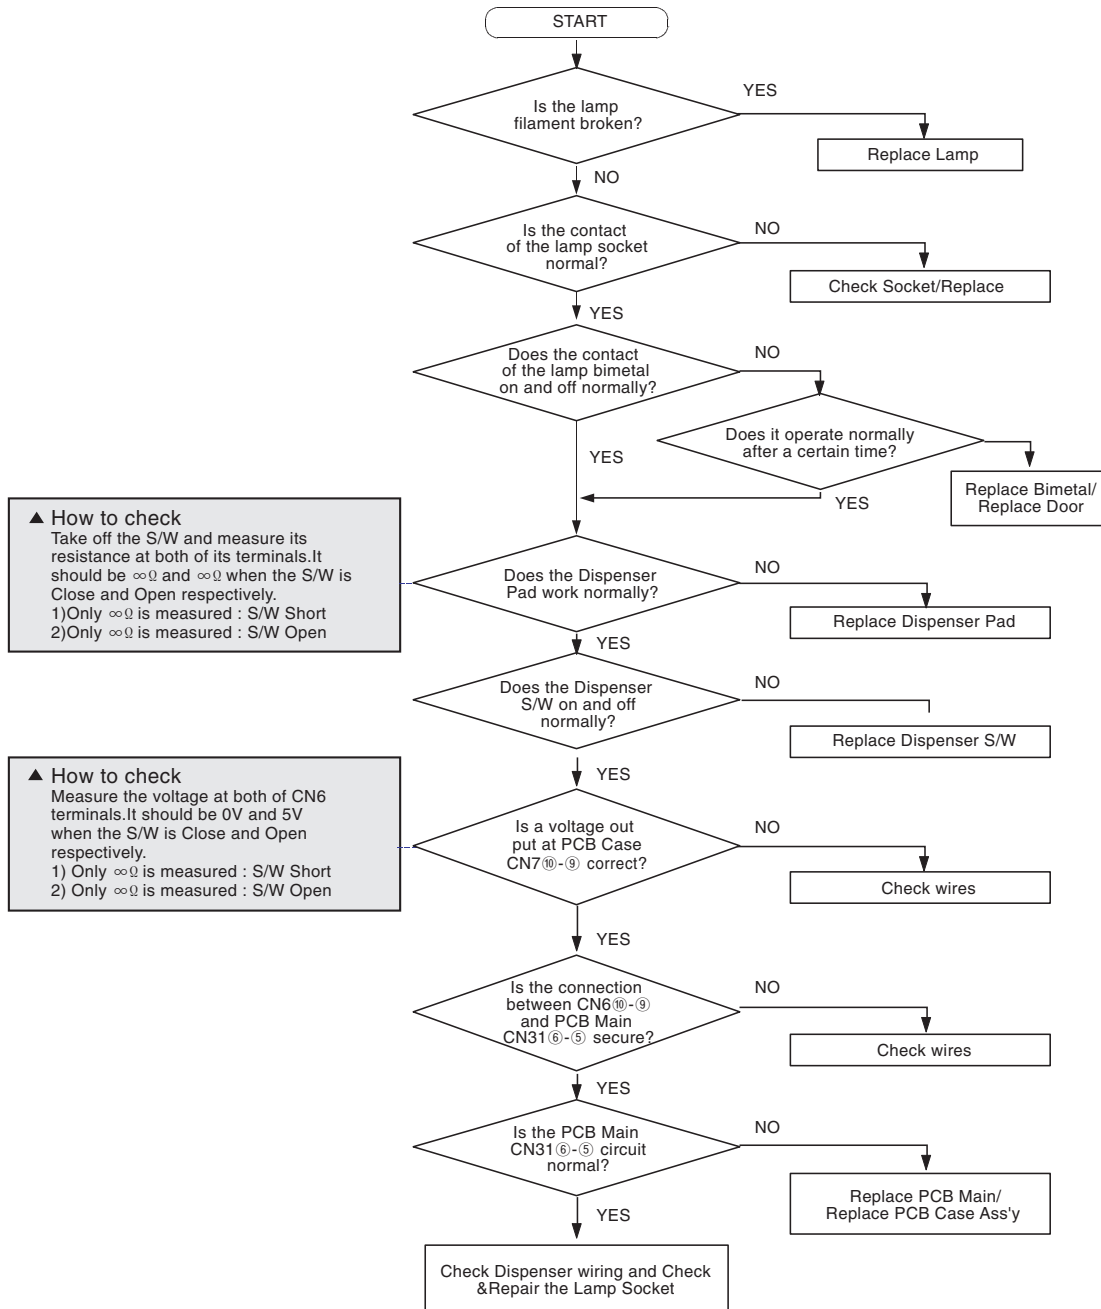 START
Is the lamp
filament broken?
YES
Replace Lamp
NO
Is the contact
of the lamp socket
normal?
NO
Check Socket/Replace
YES
Does the contact
of the lamp bimetal
on and off normally?
NO
Does it operate normally
after a certain time?
YES
Replace Bimetal/
Replace Door
YES
▲ How to check
Take off the S/W and measure its
resistance at both of its terminals.It
should be ∞Ω and ∞Ω when the S/W is
Close and Open respectively.
1)Only ∞Ω is measured : S/W Short
2)Only ∞Ω is measured : S/W Open
Does the Dispenser
Pad work normally?
NO
Replace Dispenser Pad
YES
Does the Dispenser
S/W on and off
normally?
NO
Replace Dispenser S/W
YES
▲ How to check
Measure the voltage at both of CN6
terminals.It should be 0V and 5V
when the S/W is Close and Open
respectively.
1) Only ∞Ω is measured : S/W Short
2) Only ∞Ω is measured : S/W Open
Is a voltage out
put at PCB Case
CN7⑩-⑨ correct?
NO
Check wires
YES
Is the connection
between CN6⑩-⑨
and PCB Main
CN31⑥-⑤ secure?
NO
Check wires
YES
Is the PCB Main
CN31⑥-⑤ circuit
normal?
NO
Replace PCB Main/
Replace PCB Case Ass'y
YES
Check Dispenser wiring and Check
&Repair the Lamp Socket